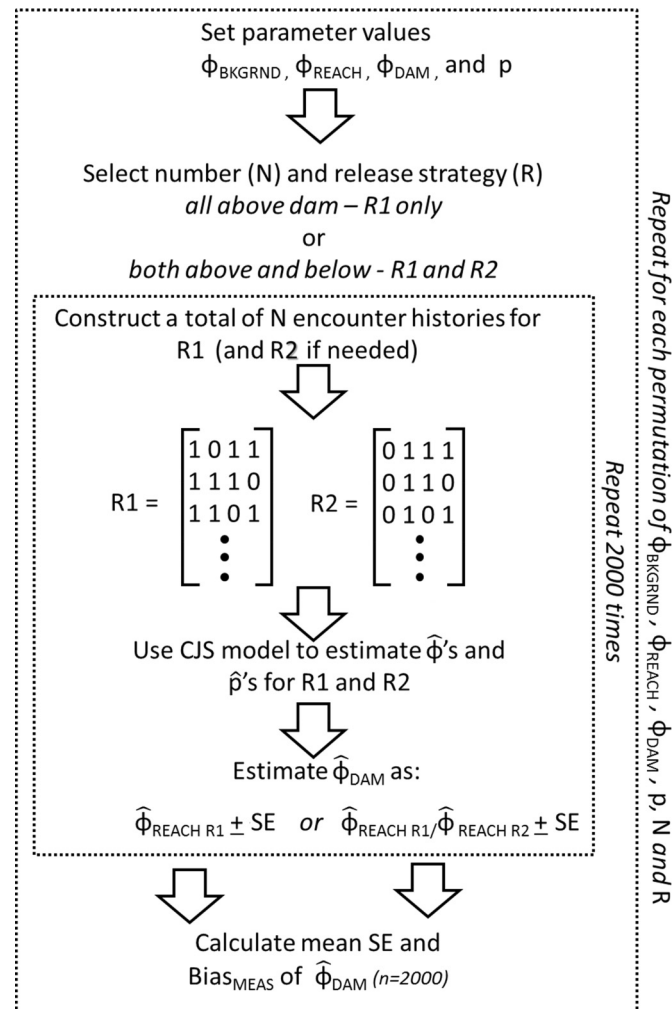 Set parameter values
ϕBKGRND, ϕREACH, ϕDAM, and p
Select number (N) and release strategy (R)
all above dam – R1 only
or
both above and below - R1 and R2
Construct a total of N encounter histories for
R1 (and R2 if needed)
R1 =
1 0 1 1
1 1 1 0
1 1 0 1
R2 =
0 1 1 1
0 1 1 0
0 1 0 1
Use CJS model to estimate ϕ̂'s and
p̂'s for R1 and R2
Estimate ϕ̂DAM as:
ϕ̂REACH R1 ± SE or ϕ̂REACH R1/ϕ̂REACH R2 ± SE
Calculate mean SE and
BiasMEAS of ϕ̂DAM (n=2000)
Repeat 2000 times
Repeat for each permutation of ϕBKGRND, ϕREACH, ϕDAM, p, N and R